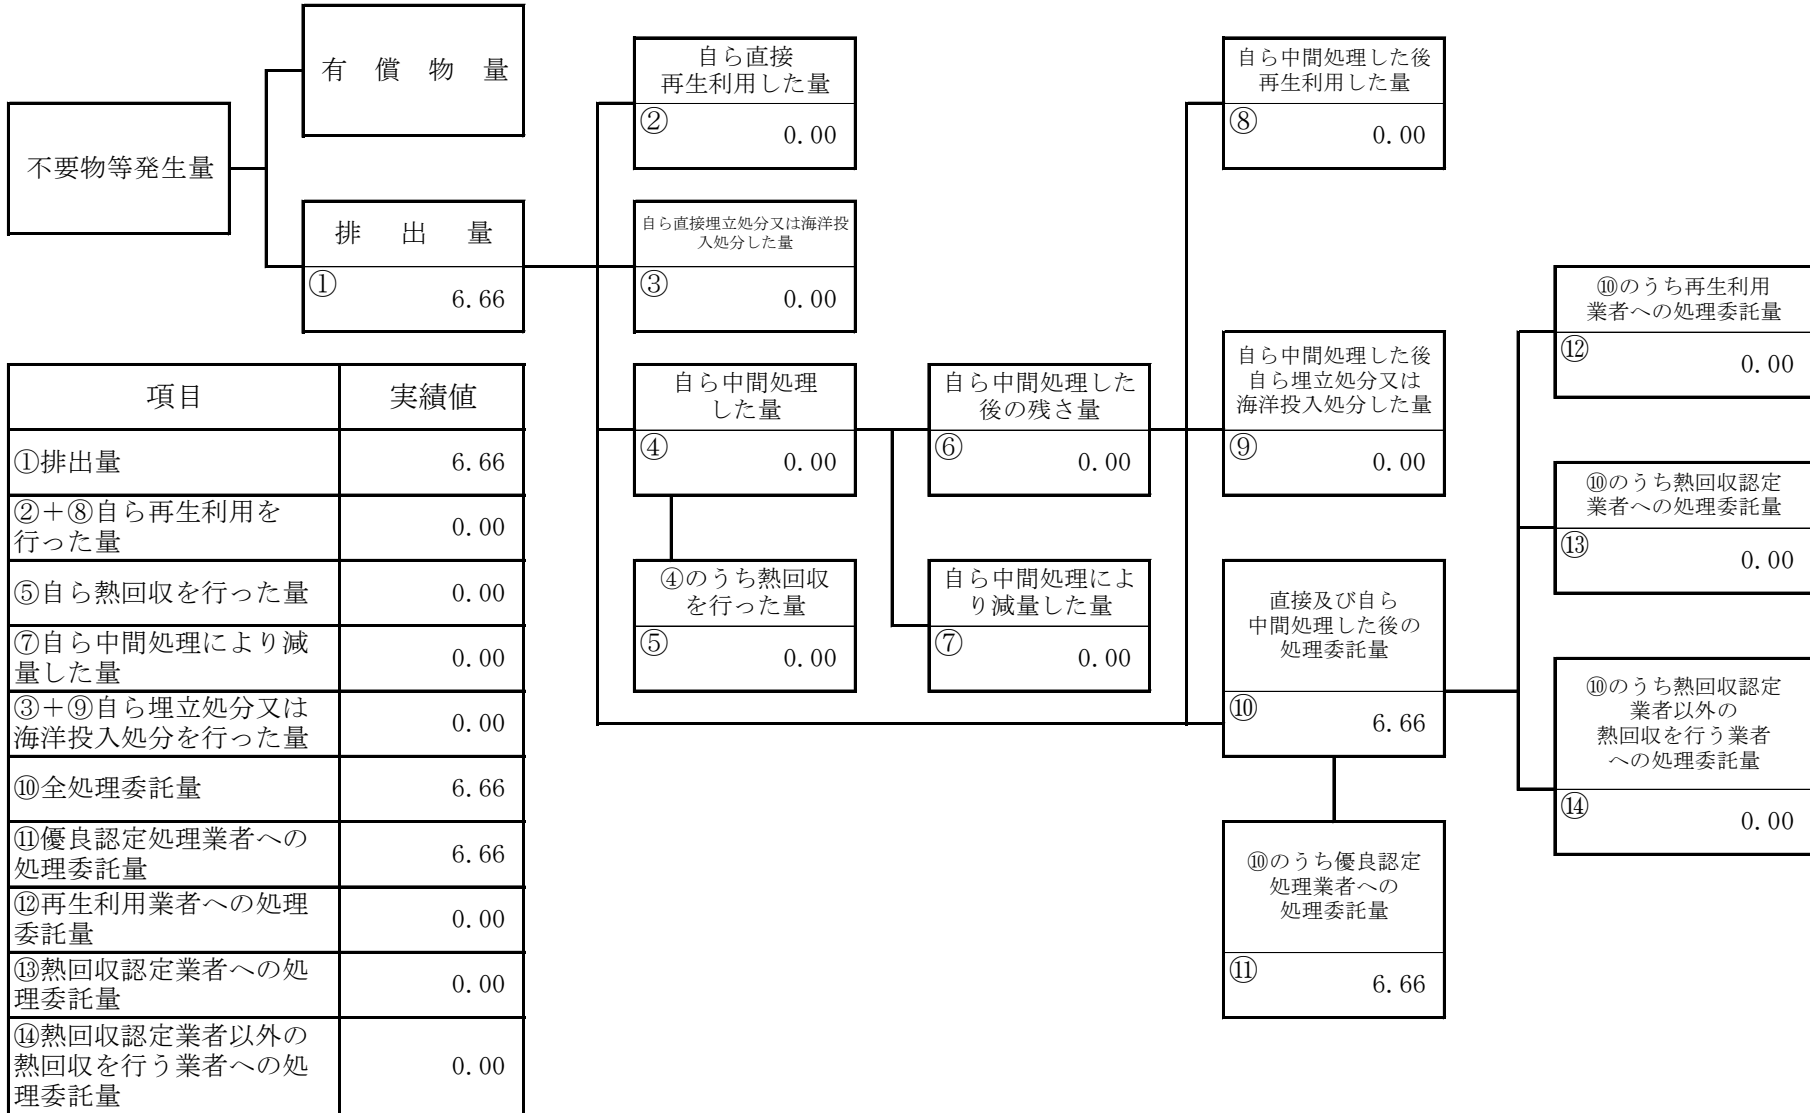 不要物等発生量
有 償 物 量
排 出 量
① 6.66
自ら直接
再生利用した量
② 0.00
自ら直接埋立処分又は海洋投
入処分した量
③ 0.00
自ら中間処理
した量
④ 0.00
④のうち熱回収
を行った量
⑤ 0.00
自ら中間処理した
後の残さ量
⑥ 0.00
自ら中間処理によ
り減量した量
⑦ 0.00
自ら中間処理した後
再生利用した量
⑧ 0.00
自ら中間処理した後
自ら埋立処分又は
海洋投入処分した量
⑨ 0.00
直接及び自ら
中間処理した後の
処理委託量
⑩ 6.66
⑩のうち優良認定
処理業者への
処理委託量
⑪ 6.66
⑩のうち再生利用
業者への処理委託量
⑫ 0.00
⑩のうち熱回収認定
業者への処理委託量
⑬ 0.00
⑩のうち熱回収認定
業者以外の
熱回収を行う業者
への処理委託量
⑭ 0.00
項目 実績値
①排出量 6.66
②＋⑧自ら再生利用を
行った量 0.00
⑤自ら熱回収を行った量 0.00
⑦自ら中間処理により減
量した量 0.00
③＋⑨自ら埋立処分又は
海洋投入処分を行った量 0.00
⑩全処理委託量 6.66
⑪優良認定処理業者への
処理委託量 6.66
⑫再生利用業者への処理
委託量 0.00
⑬熱回収認定業者への処
理委託量 0.00
⑭熱回収認定業者以外の
熱回収を行う業者への処
理委託量 0.00